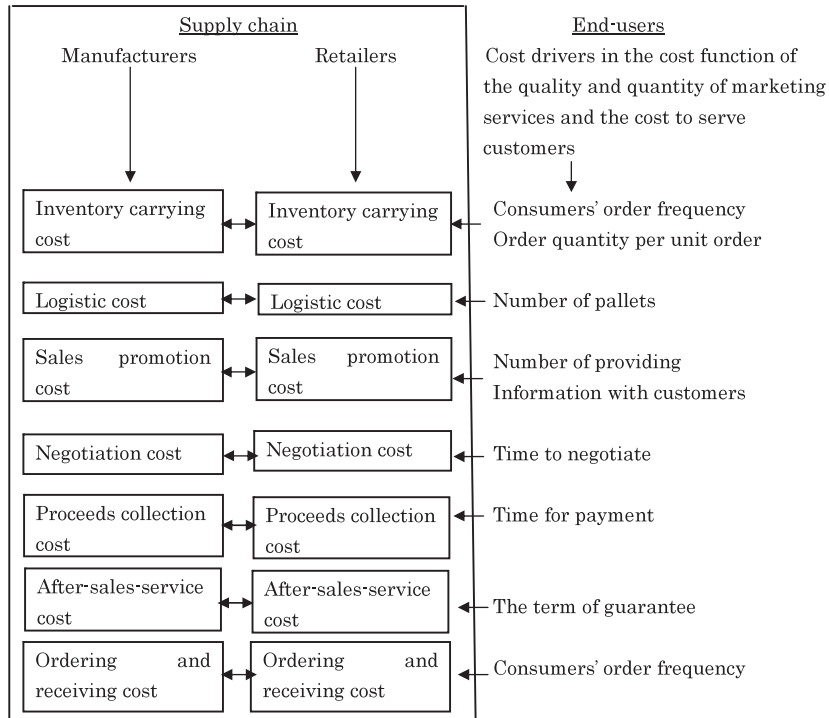 Supply chain
End-users
Manufacturers
Retailers
Cost drivers in the cost function of
the quality and quantity of marketing
services and the cost to serve
customers
Inventory carrying
cost
Inventory carrying
cost
Consumers' order frequency
Order quantity per unit order
Logistic cost
Logistic cost
Number of pallets
Sales promotion
cost
Sales promotion
cost
Number of providing
Information with customers
Negotiation cost
Negotiation cost
Time to negotiate
Proceeds collection
cost
Proceeds collection
cost
Time for payment
After-sales-service
cost
After-sales-service
cost
The term of guarantee
Ordering and
receiving cost
Ordering and
receiving cost
Consumers' order frequency